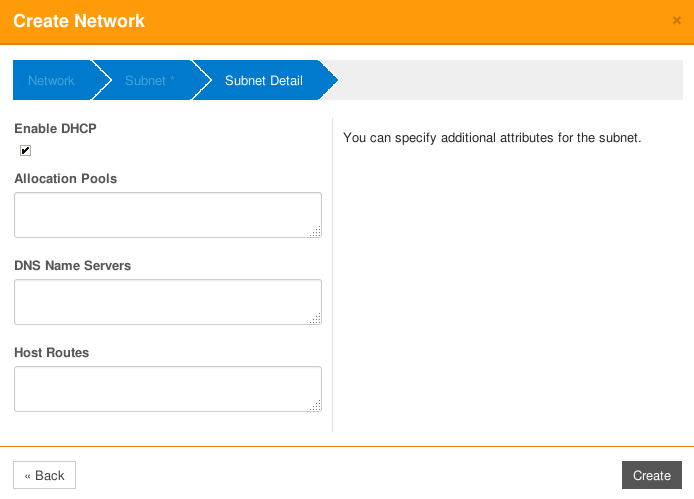 Create Network
×
Network
Subnet *
Subnet Detail
Enable DHCP
You can specify additional attributes for the subnet.
Allocation Pools
DNS Name Servers
Host Routes
« Back
Create